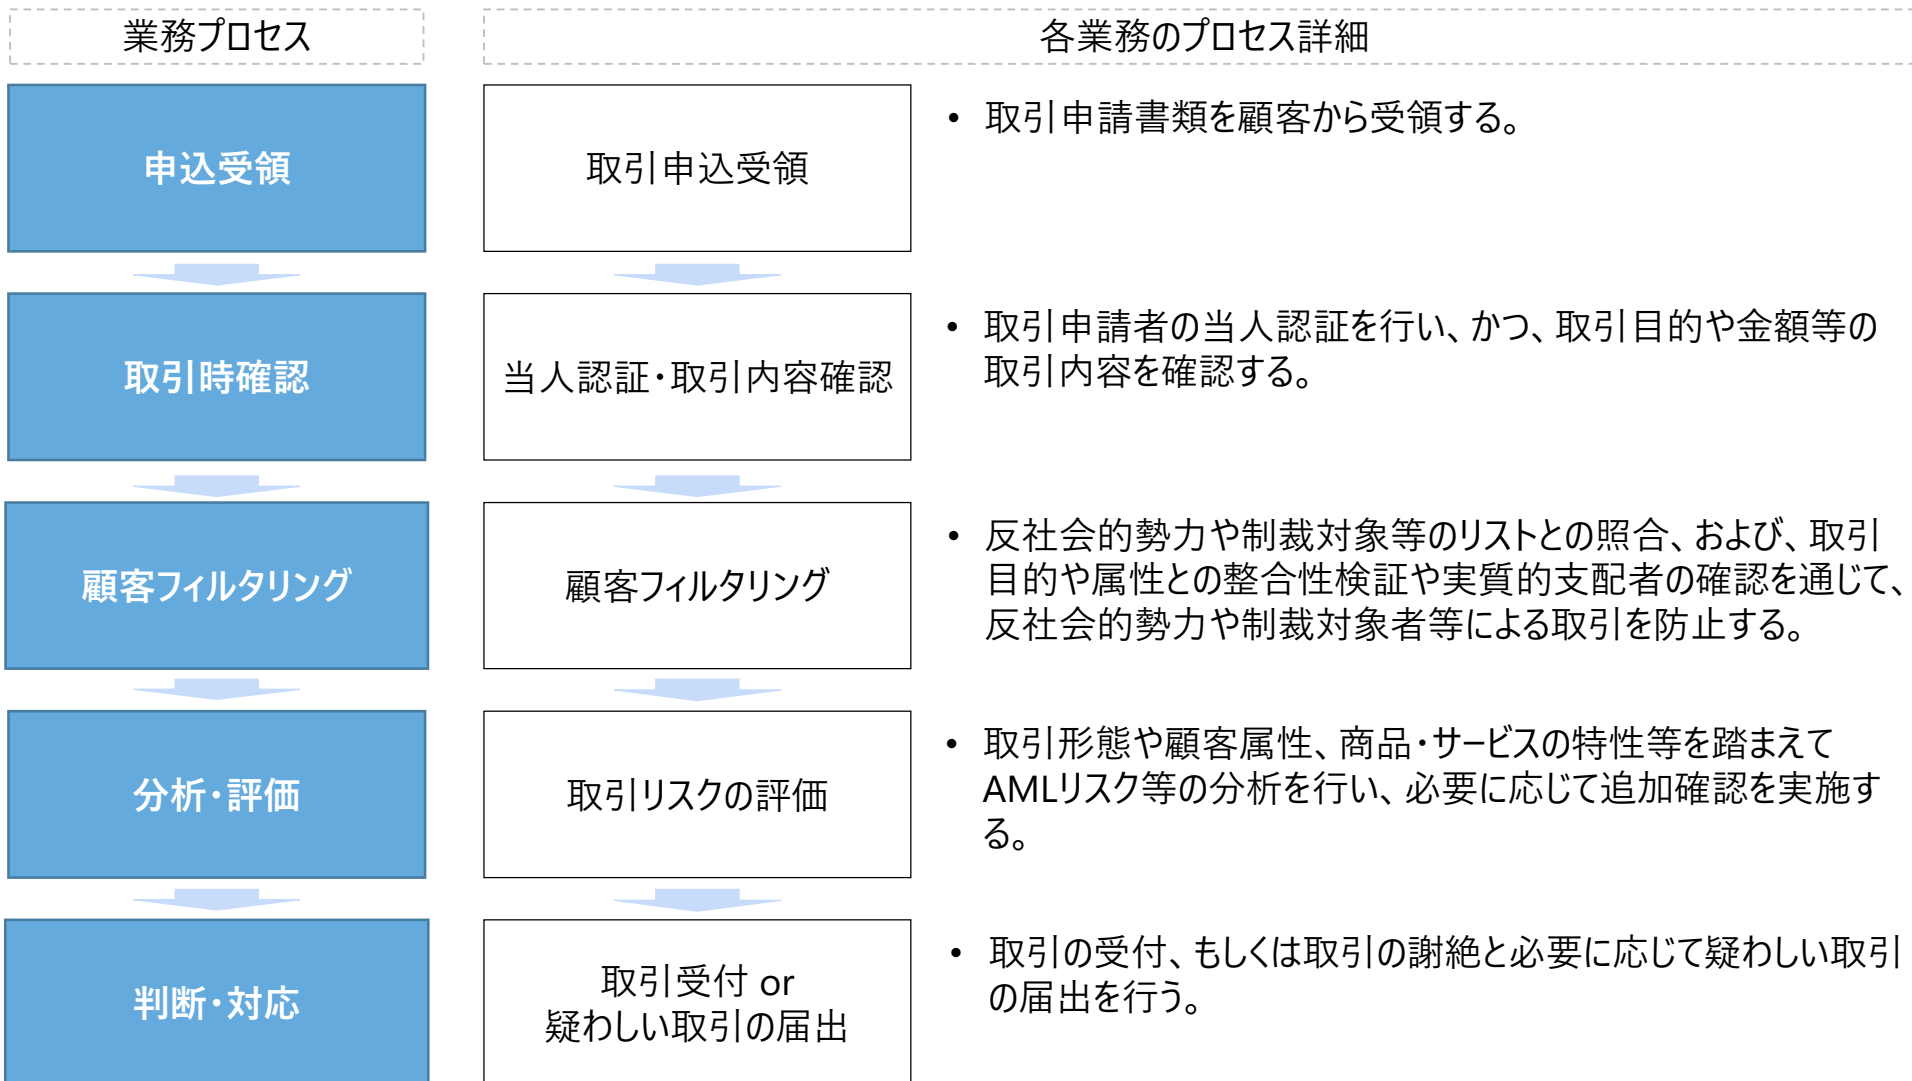 業務プロセス
各業務のプロセス詳細
申込受領
取引申込受領
• 取引申請書類を顧客から受領する。
取引時確認
当人認証・取引内容確認
• 取引申請者の当人認証を行い、かつ、取引目的や金額等の
取引内容を確認する。
顧客フィルタリング
顧客フィルタリング
• 反社会的勢力や制裁対象等のリストとの照合、および、取引
目的や属性との整合性検証や実質的支配者の確認を通じて、
反社会的勢力や制裁対象者等による取引を防止する。
分析・評価
取引リスクの評価
• 取引形態や顧客属性、商品・サービスの特性等を踏まえて
AMLリスク等の分析を行い、必要に応じて追加確認を実施す
る。
判断・対応
取引受付 or
疑わしい取引の届出
• 取引の受付、もしくは取引の謝絶と必要に応じて疑わしい取引
の届出を行う。